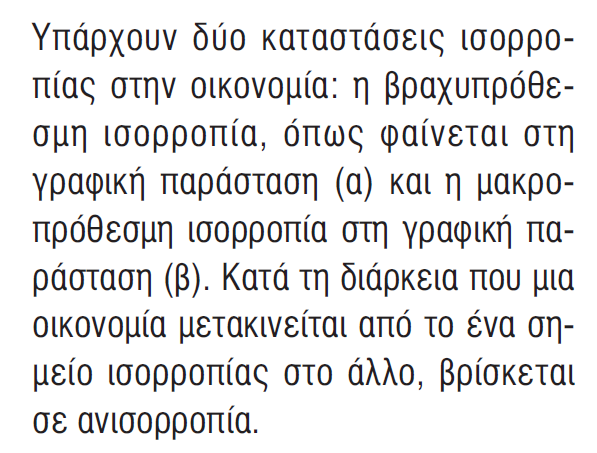 Υπάρχουν δύο καταστάσεις ισορρο-
πίας στην οικονομία: η βραχυπρόθε-
σμη ισορροπία, όπως φαίνεται στη
γραφική παράσταση (α) και η μακρο-
πρόθεσμη ισορροπία στη γραφική πα-
ράσταση (β). Κατά τη διάρκεια που μια
οικονομία μετακινείται από το ένα ση-
μείο ισορροπίας στο άλλο, βρίσκεται
σε ανισορροπία.